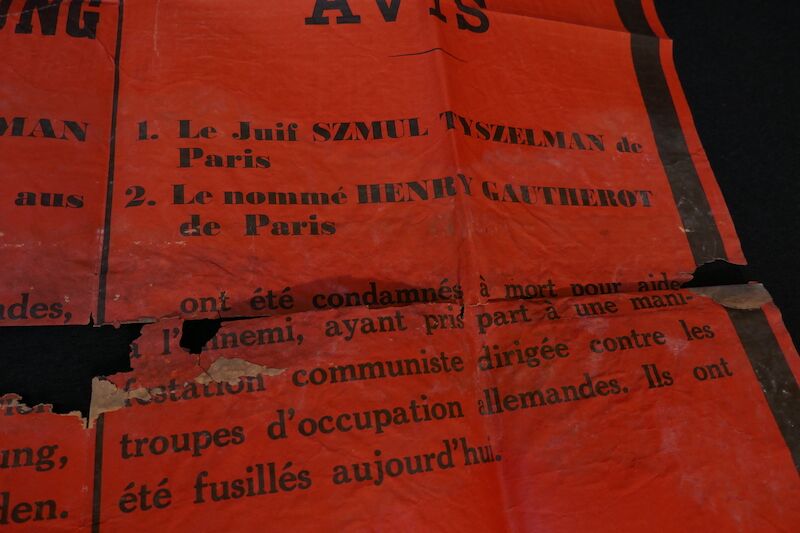 AVIS
MAN
aus
ndes,
ung,
den.
1. Le Juif SZMUL TYSZELMAN de
Paris
2. Le nommé HENRY GAUTHEROT
de Paris
ont été condamnés à mort pour aide
à l'ennemi, ayant pris part à une mani-
festation communiste dirigée contre les
troupes d'occupation allemandes. Ils ont
été fusillés aujourd'hui.